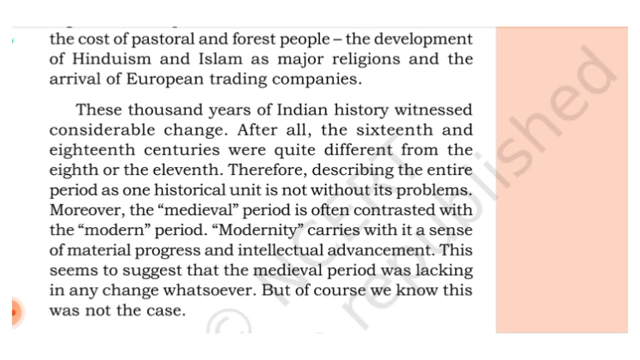 the cost of pastoral and forest people – the development
of Hinduism and Islam as major religions and the
arrival of European trading companies.
These thousand years of Indian history witnessed
considerable change. After all, the sixteenth and
eighteenth centuries were quite different from the
eighth or the eleventh. Therefore, describing the entire
period as one historical unit is not without its problems.
Moreover, the “medieval” period is often contrasted with
the “modern” period. “Modernity” carries with it a sense
of material progress and intellectual advancement. This
seems to suggest that the medieval period was lacking
in any change whatsoever. But of course we know this
was not the case.
© NCERT
republished